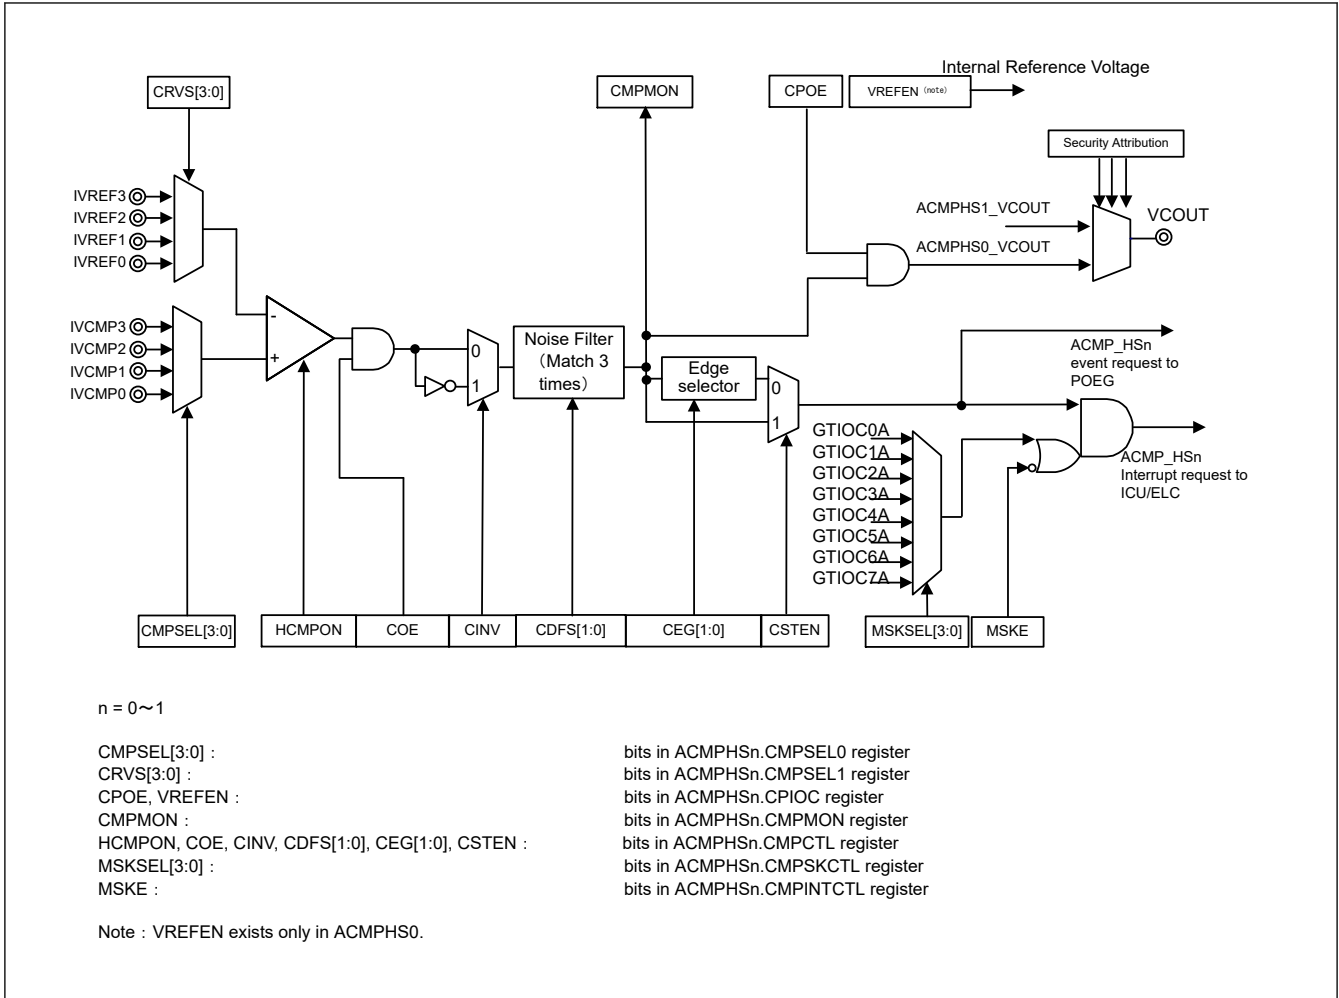 Internal Reference Voltage
CRVS[3:0]
CMPMON
CPOE
VREFEN (note)
Security Attribution
IVREF3
IVREF2
IVREF1
IVREF0
ACMPHS1_VCOUT
VCOUT
ACMPHS0_VCOUT
IVCMP3
IVCMP2
IVCMP1
IVCMP0
-
+
0
1
Noise Filter
（Match 3
times）
Edge
selector
0
1
ACMP_HSn
event request to
POEG
GTIOC0A
GTIOC1A
GTIOC2A
GTIOC3A
GTIOC4A
GTIOC5A
GTIOC6A
GTIOC7A
ACMP_HSn
Interrupt request to
ICU/ELC
CMPSEL[3:0]
HCMPON
COE
CINV
CDFS[1:0]
CEG[1:0]
CSTEN
MSKSEL[3:0]
MSKE
n = 0～1
CMPSEL[3:0] : bits in ACMPHSn.CMPSEL0 register
CRVS[3:0] : bits in ACMPHSn.CMPSEL1 register
CPOE, VREFEN : bits in ACMPHSn.CPIOC register
CMPMON : bits in ACMPHSn.CMPMON register
HCMPON, COE, CINV, CDFS[1:0], CEG[1:0], CSTEN : bits in ACMPHSn.CMPCTL register
MSKSEL[3:0] : bits in ACMPHSn.CMPSKCTL register
MSKE : bits in ACMPHSn.CMPINTCTL register
Note : VREFEN exists only in ACMPHS0.